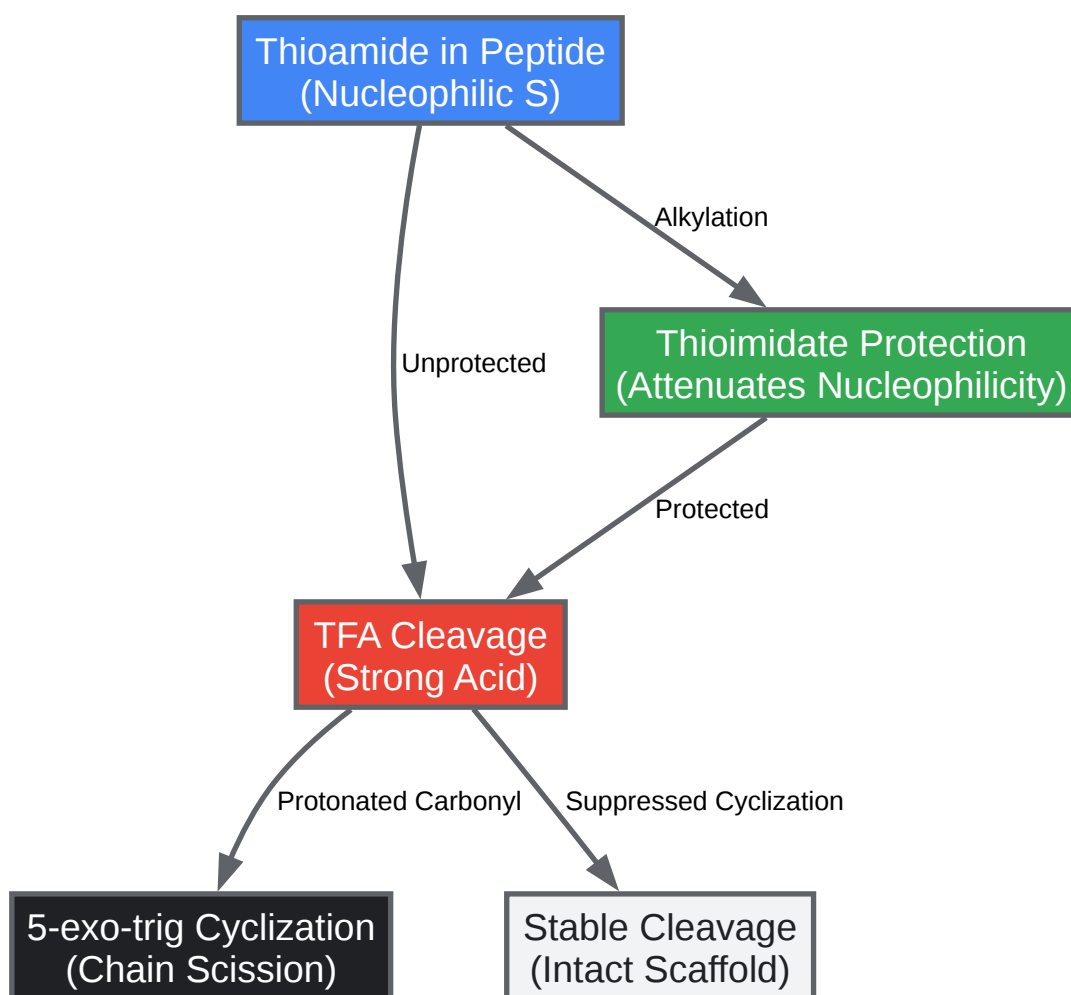 Thioamide in Peptide
(Nucleophilic S)
Alkylation
Thioimidate Protection
(Attenuates Nucleophilicity)
Unprotected
Protected
TFA Cleavage
(Strong Acid)
Protonated Carbonyl
Suppressed Cyclization
5-exo-trig Cyclization
(Chain Scission)
Stable Cleavage
(Intact Scaffold)